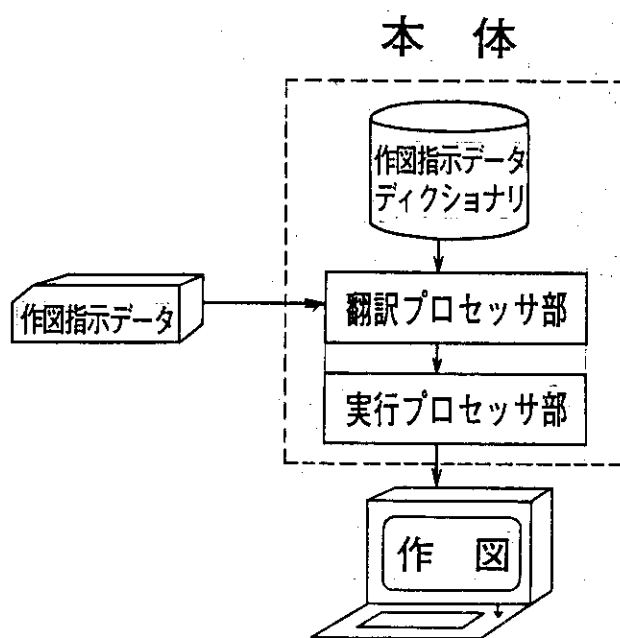 本 体
作図指示データ
ディクショナリ
作図指示データ
翻訳プロセッサ部
実行プロセッサ部
作 図